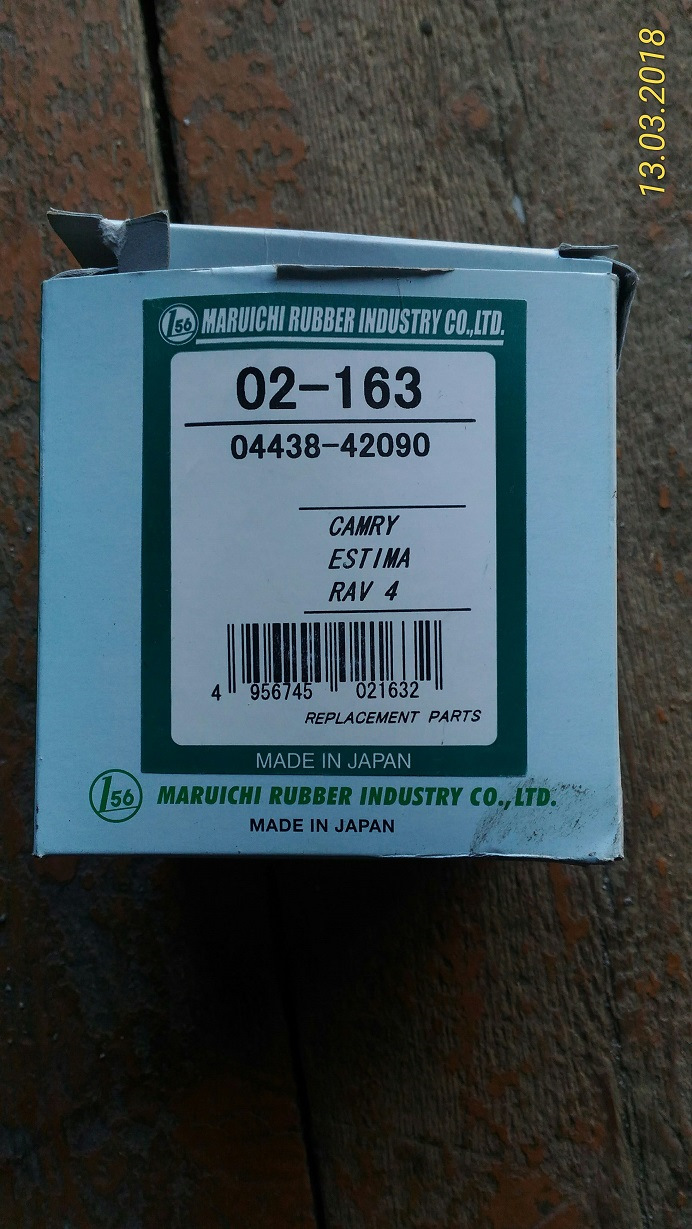 13.03.2018
156 MARUICHI RUBBER INDUSTRY CO.,LTD.
02-163
04438-42090
CAMRY
ESTIMA
RAV 4
4 956745 021632
REPLACEMENT PARTS
MADE IN JAPAN
156 MARUICHI RUBBER INDUSTRY CO.,LTD.
MADE IN JAPAN